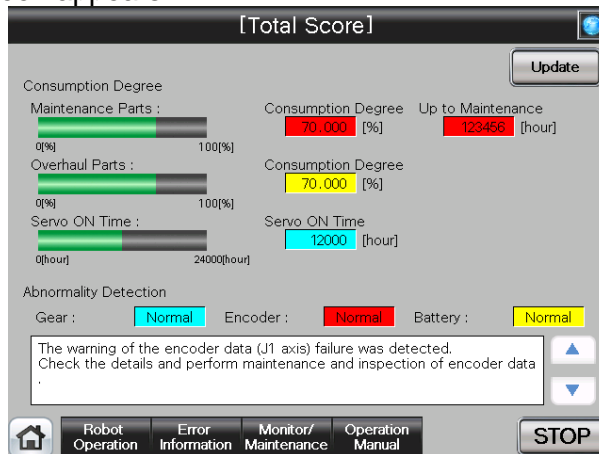 [Total Score]
Update
Consumption Degree
Maintenance Parts :
Consumption Degree
Up to Maintenance
70.000 [%]
123456 [hour]
0[%]
100[%]
Overhaul Parts :
Consumption Degree
70.000 [%]
0[%]
100[%]
Servo ON Time :
Servo ON Time
12000 [hour]
0[hour]
24000[hour]
Abnormality Detection
Gear : Normal Encoder : Normal Battery : Normal
The warning of the encoder data (J1 axis) failure was detected.
Check the details and perform maintenance and inspection of encoder data
.
Robot Operation
Error Information
Monitor/ Maintenance
Operation Manual
STOP